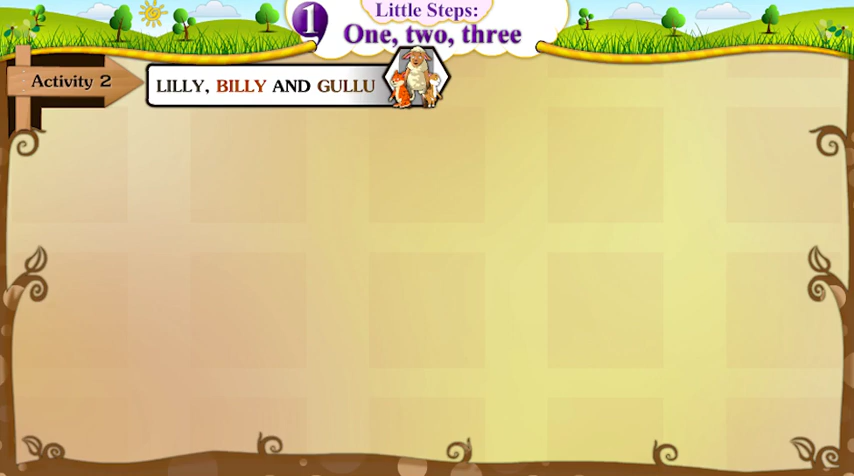 1
Little Steps:
One, two, three
Activity 2
LILLY, BILLY AND GULLU